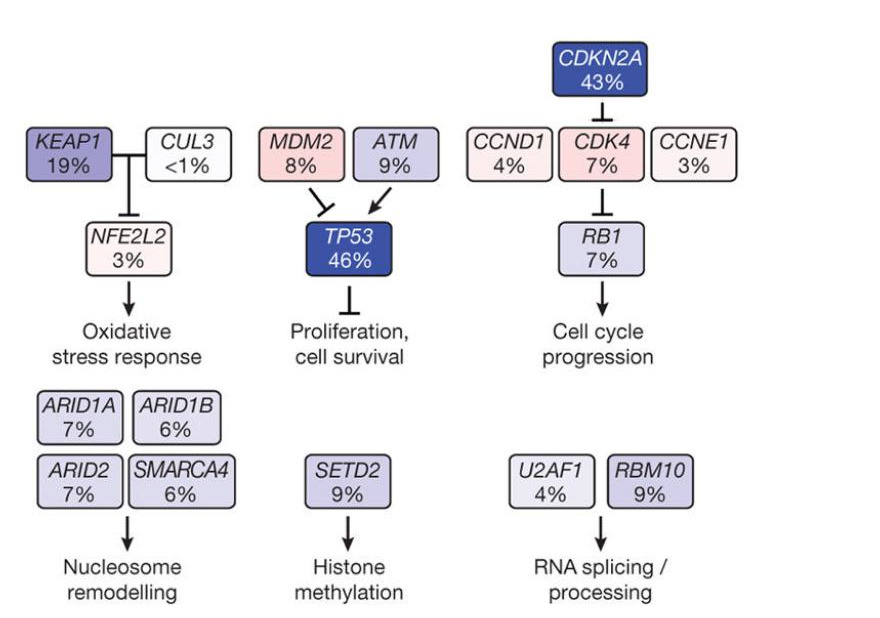 CDKN2A
43%
KEAP1
19%
CUL3
<1%
MDM2
8%
ATM
9%
CCND1
4%
CDK4
7%
CCNE1
3%
NFE2L2
3%
TP53
46%
RB1
7%
Oxidative
stress response
Proliferation,
cell survival
Cell cycle
progression
ARID1A
7%
ARID1B
6%
ARID2
7%
SMARCA4
6%
SETD2
9%
U2AF1
4%
RBM10
9%
Nucleosome
remodelling
Histone
methylation
RNA splicing /
processing